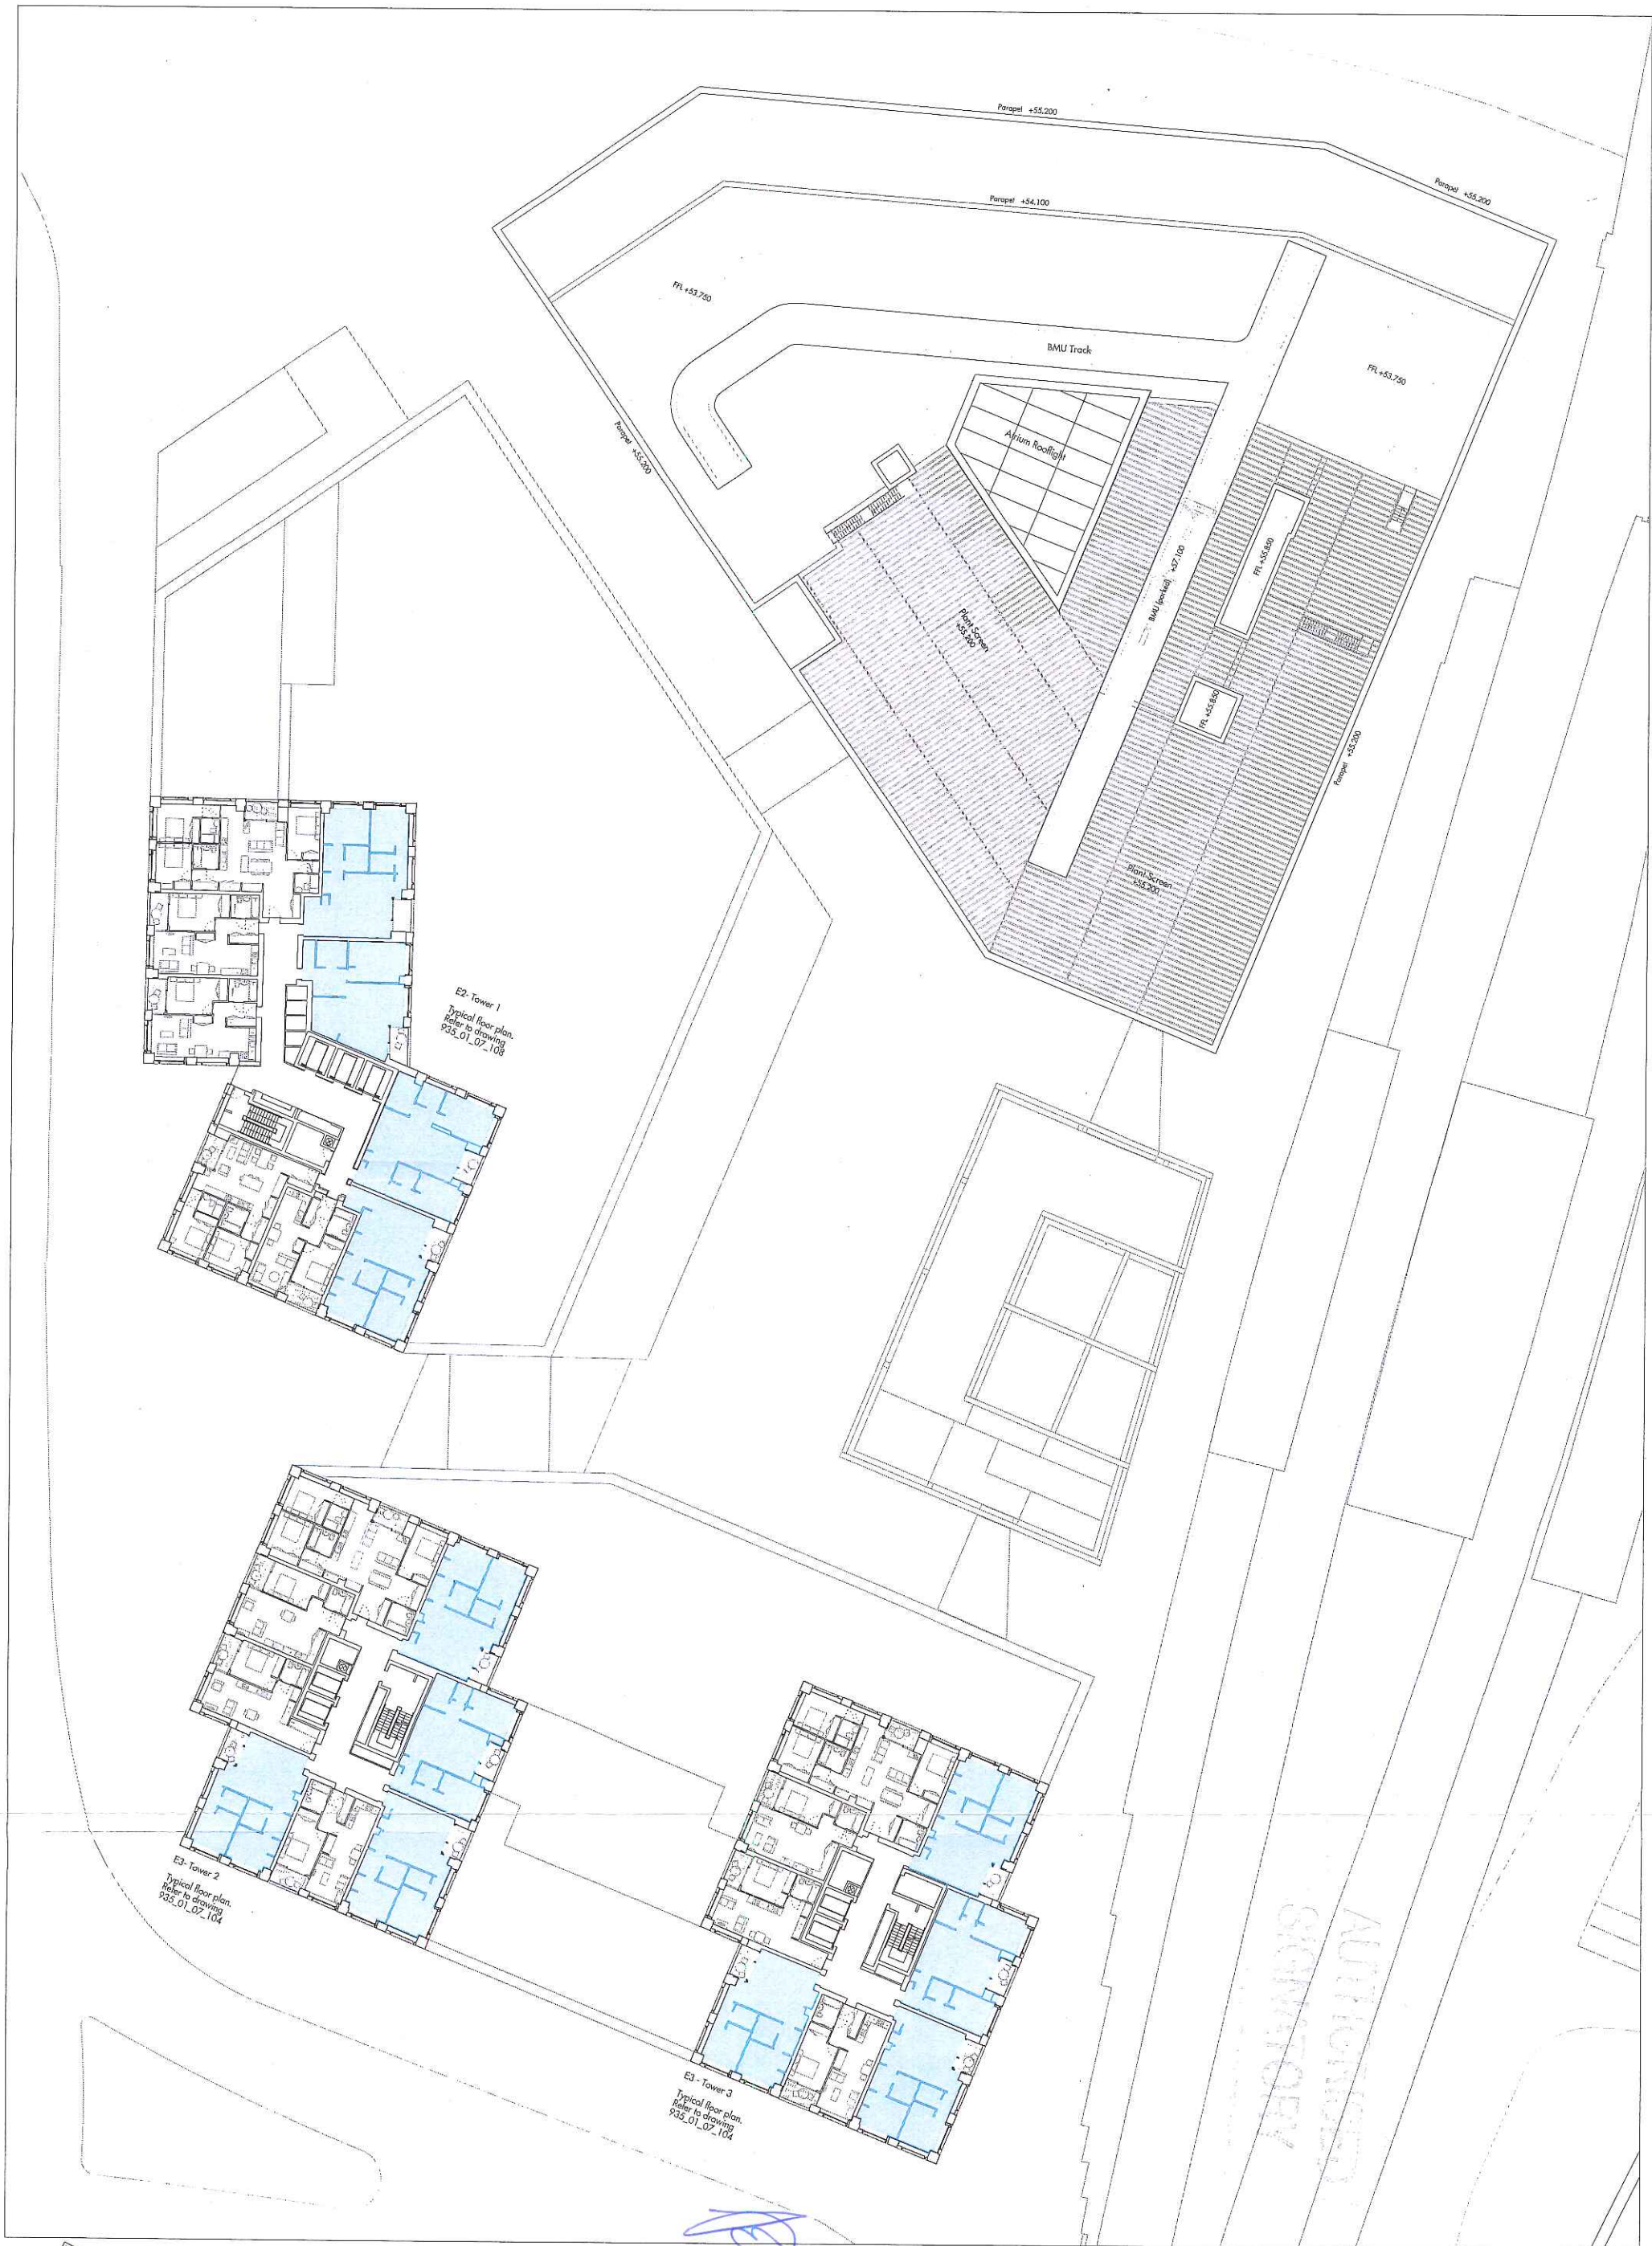 Parapet +55.200
Parapet +54.100
Parapet +55.200
FFL +53.750
BMU Track
FFL +53.750
Parapet +55.200
Atrium Rooflight
FFL +55.850
BMU (parked) +57.100
Plant Screen
+55.200
FFL +55.850
Parapet +55.200
Plant Screen
+55.200
E2- Tower 1
Typical floor plan.
Refer to drawing
935_01_07_108
E3- Tower 2
Typical floor plan.
Refer to drawing
935_01_07_104
E3 - Tower 3
Typical floor plan.
Refer to drawing
935_01_07_104